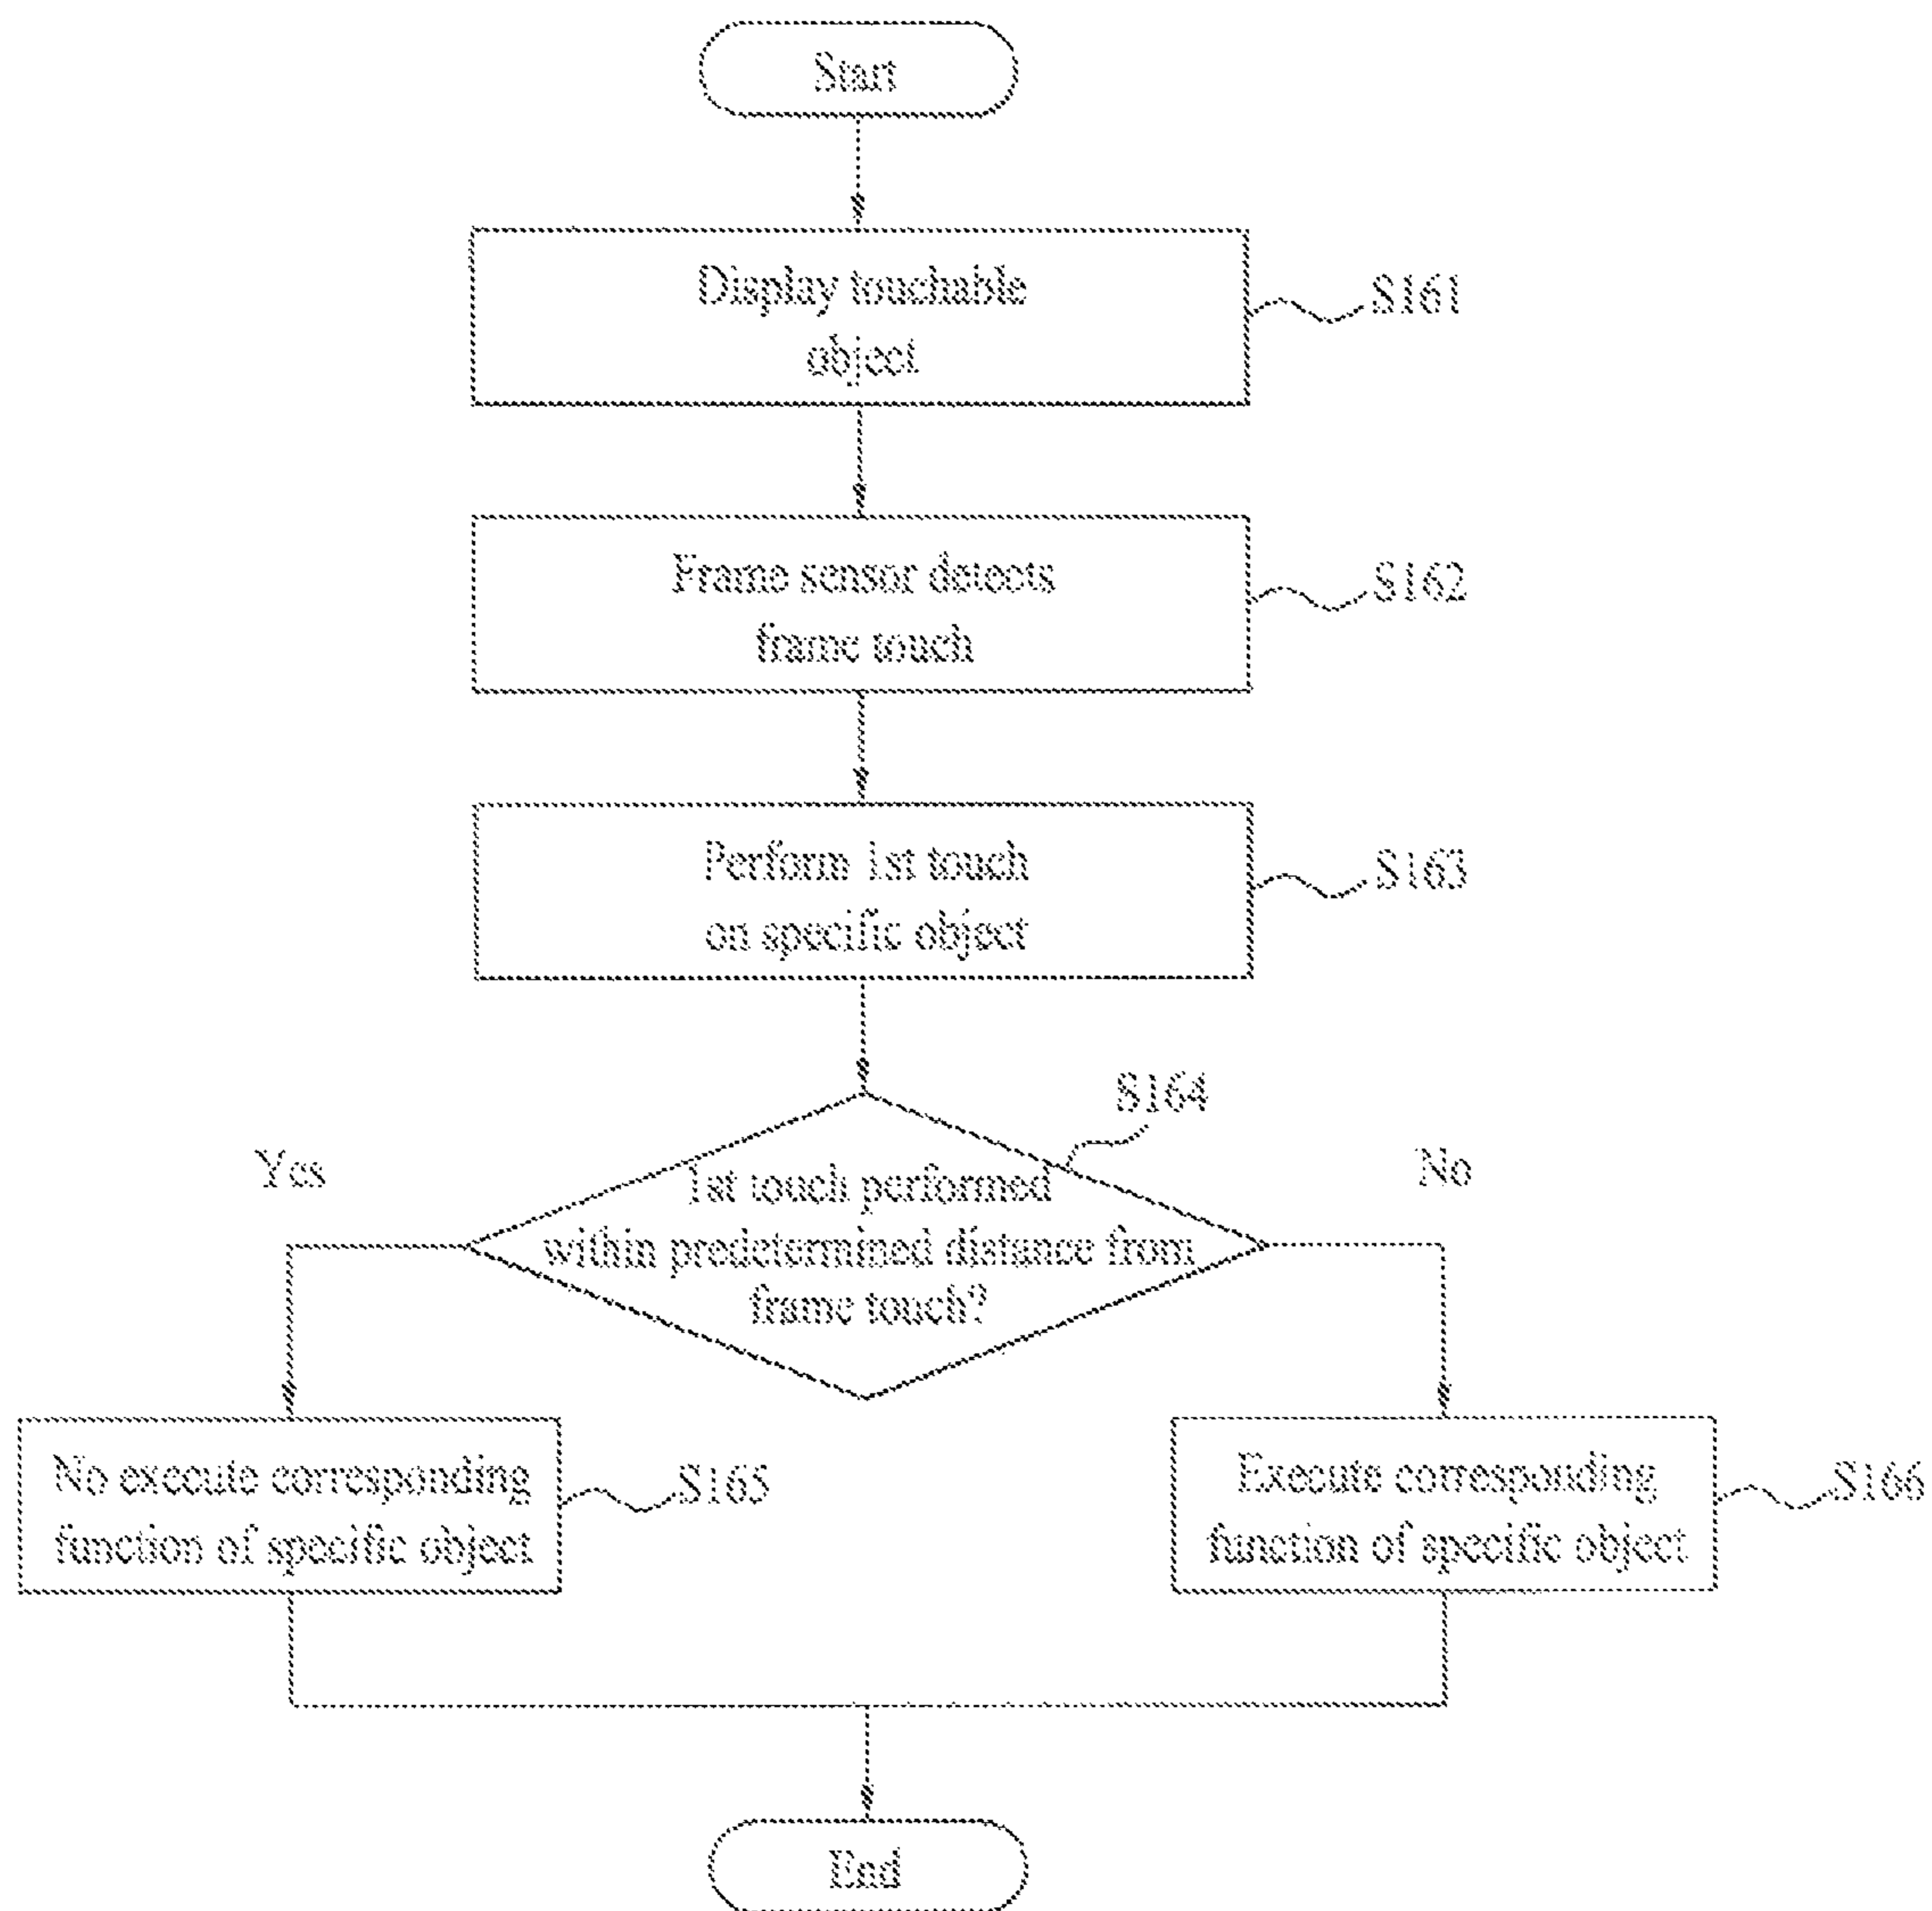 Start
Display touchable
object
S161
Frame sensor detects
frame touch
S162
Perform 1st touch
on specific object
S163
S164
Yes
No
1st touch performed
within predetermined distance from
frame touch?
No execute corresponding
function of specific object
S165
Execute corresponding
function of specific object
S166
End